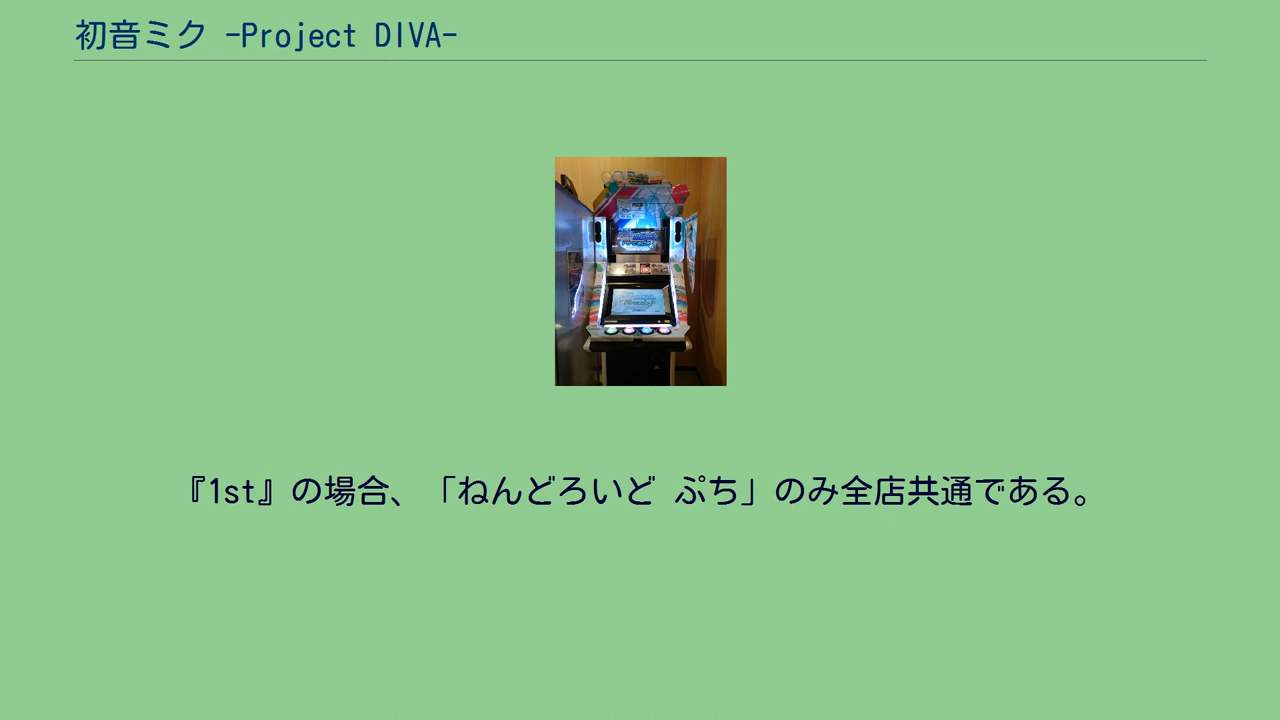 初音ミク -Project DIVA-
『1st』の場合、「ねんどろいど ぷち」のみ全店共通である。